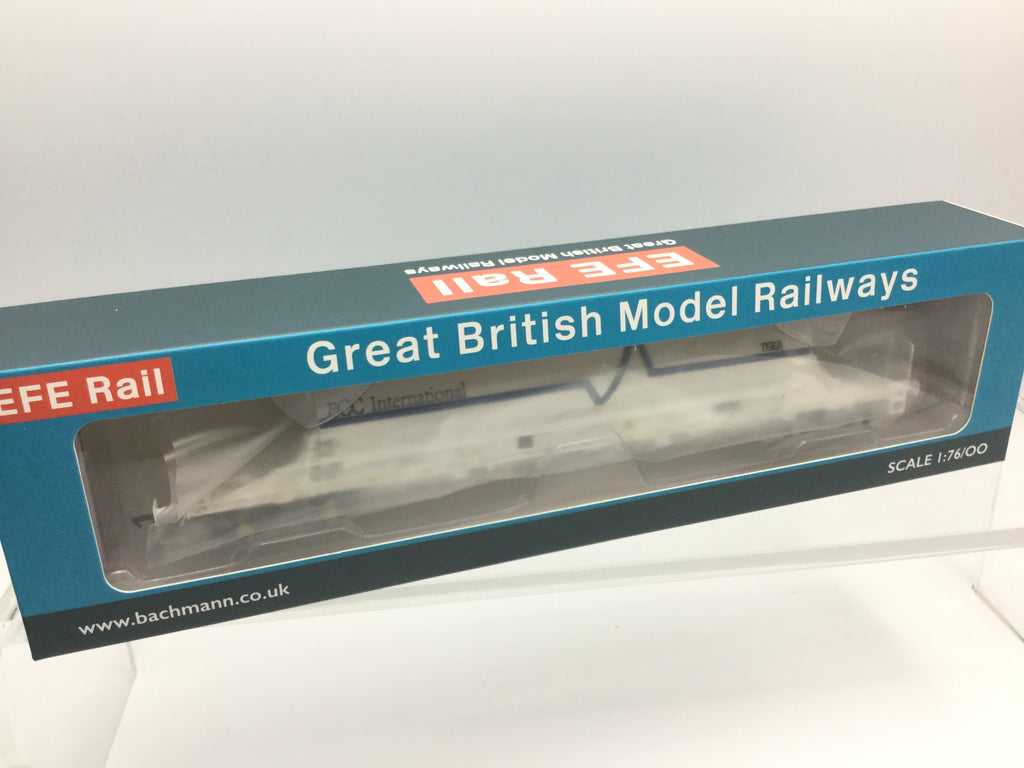 Great British Model Railways
EFE Rail
Great British Model Railways
EFE Rail
International
SCALE 1:76/OO
www.bachmann.co.uk